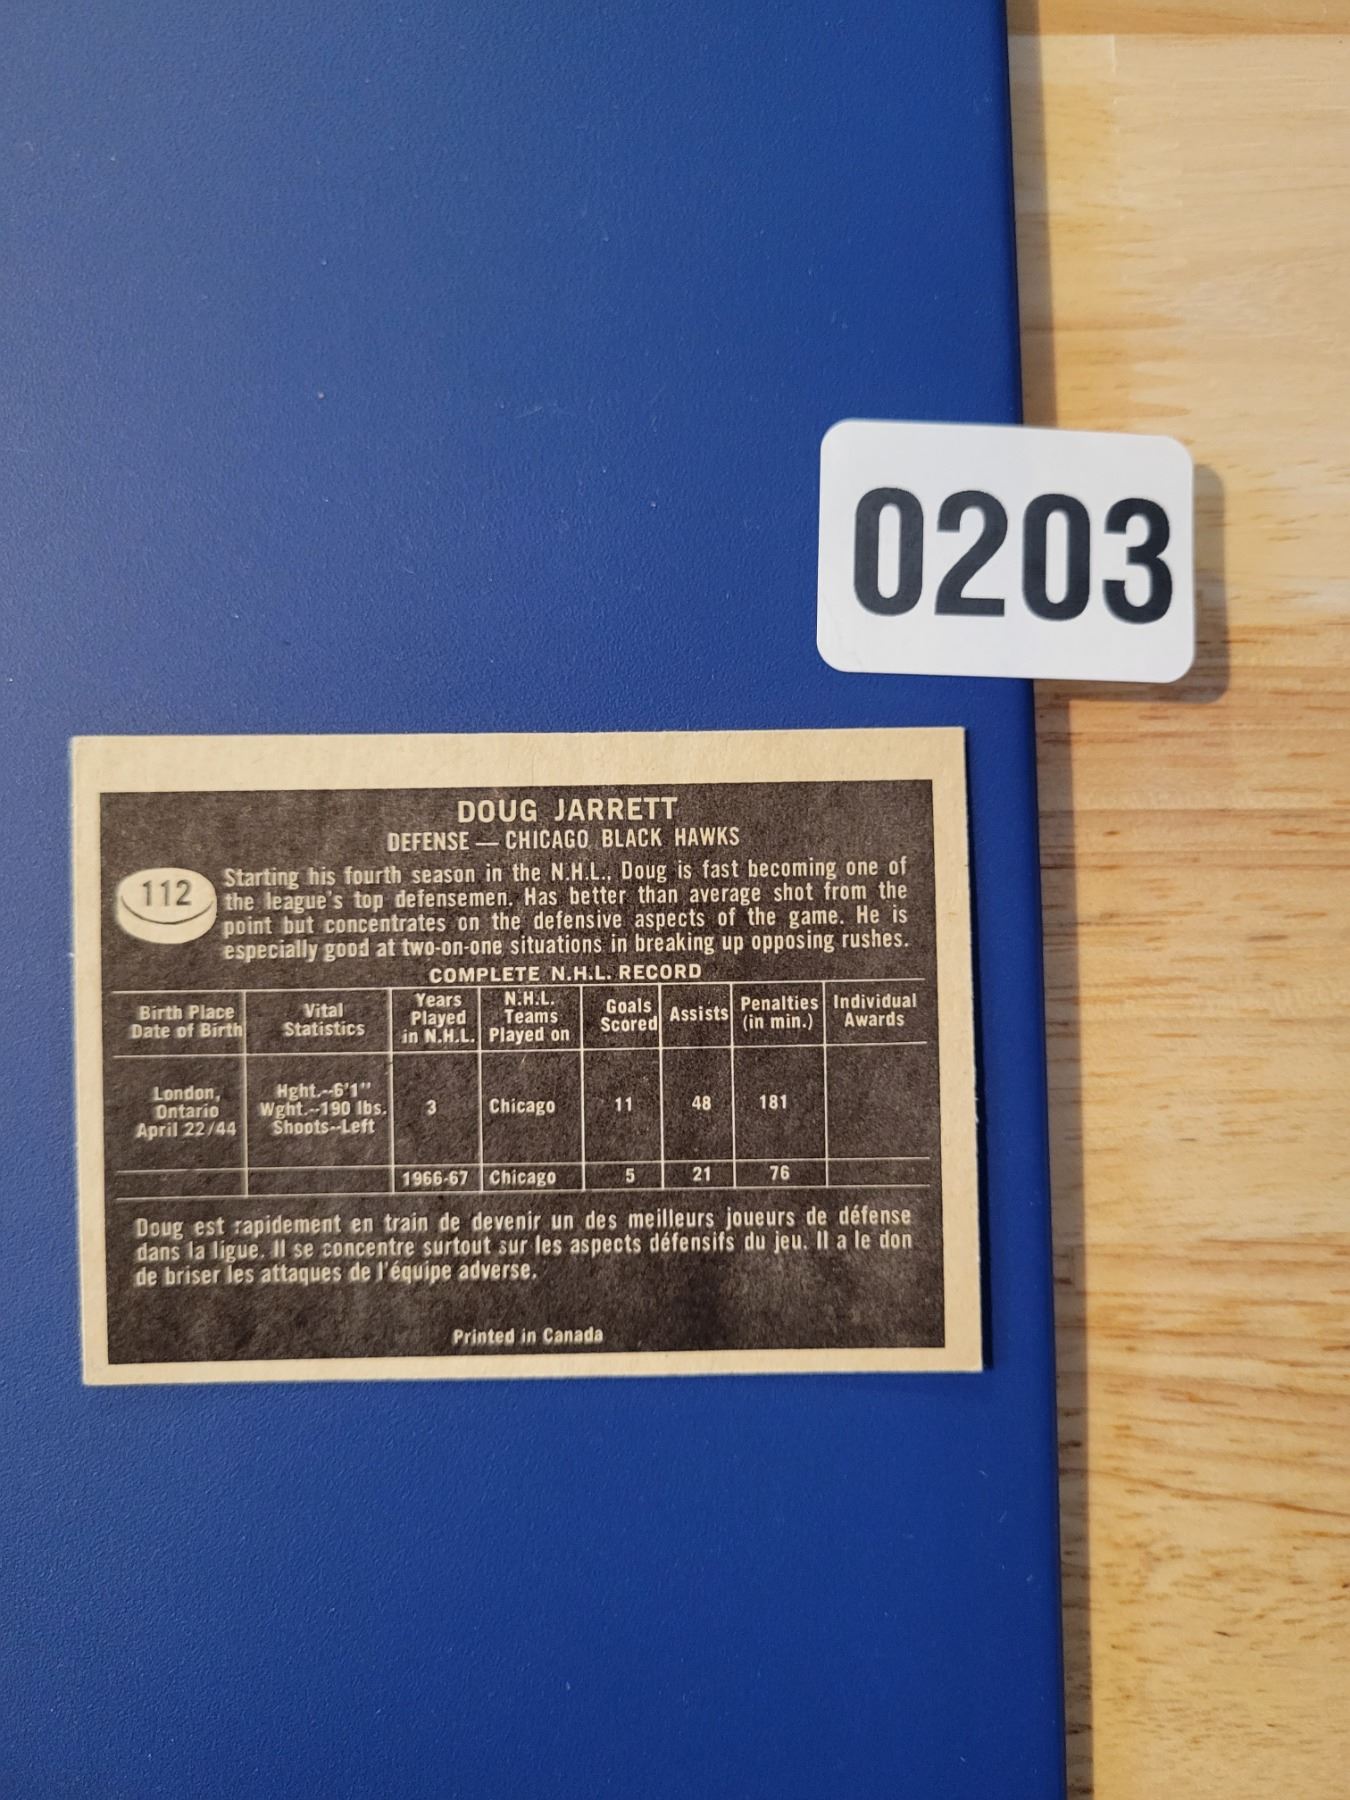 0203
DOUG JARRETT
DEFENSE — CHICAGO BLACK HAWKS
112
Starting his fourth season in the N.H.L., Doug is fast becoming one of
the league's top defensemen. Has better than average shot from the
point but concentrates on the defensive aspects of the game. He is
especially good at two-on-one situations in breaking up opposing rushes.
COMPLETE N.H.L. RECORD
Birth Place
Date of Birth
Vital
Statistics
Years
Played
in N.H.L.
N.H.L.
Teams
Played on
Goals
Scored
Assists
Penalties
(in min.)
Individual
Awards
London,
Ontario
April 22/44
Hght.--6'1"
Wght.--190 lbs.
Shoots--Left
3
Chicago
11
48
181
1966-67
Chicago
5
21
76
Doug est rapidement en train de devenir un des meilleurs joueurs de défense
dans la ligue. Il se concentre surtout sur les aspects défensifs du jeu. Il a le don
de briser les attaques de l'équipe adverse.
Printed in Canada